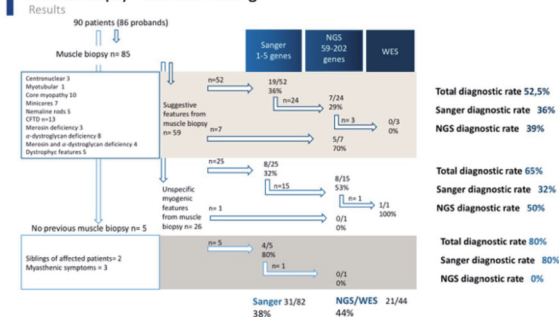 Results
90 patients (86 probands)
Muscle biopsy n= 85
Sanger
1-5 genes
NGS
59-202
genes
WES
Centronuclear 3
Myotubular 1
Core myopathy 10
Minicores 7
Nemaline rods 5
CFTD n=13
Merosin deficiency 3
α-dystroglycan deficiency 8
Merosin and α-dystroglycan deficiency 4
Dystrophyc features 5
Suggestive
features from
muscle biopsy
n= 59
n=52
19/52
36%
n=24
7/24
29%
n= 3
0/3
0%
n=7
5/7
70%
Total diagnostic rate 52,5%
Sanger diagnostic rate 36%
NGS diagnostic rate 39%
Unspecific
myogenic
features
from muscle
biopsy n= 26
n=25
8/25
32%
n=15
8/15
53%
n= 1
1/1
100%
n= 1
0/1
0%
Total diagnostic rate 65%
Sanger diagnostic rate 32%
NGS diagnostic rate 50%
No previous muscle biopsy n= 5
Siblings of affected patients= 2
Myasthenic symptoms = 3
n= 5
4/5
80%
n= 1
0/1
0%
Total diagnostic rate 80%
Sanger diagnostic rate 80%
NGS diagnostic rate 0%
Sanger 31/82
38%
NGS/WES 21/44
44%